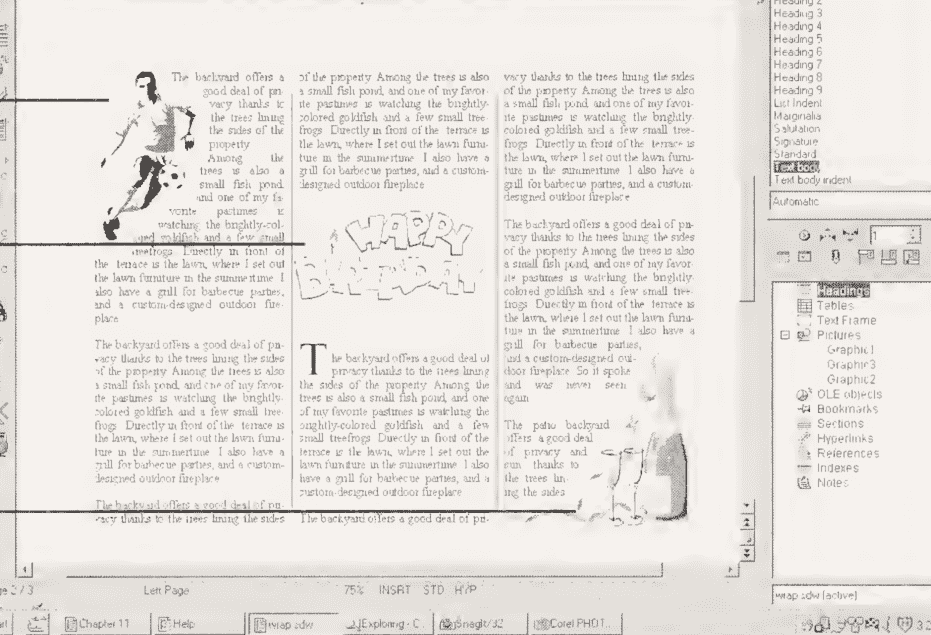 The backyard offers a
good deal of pri-
vacy thanks to
the trees lining
the sides of the
property
Among the
trees is also a
small fish pond,
and one of my fa-
vorite pastimes is
watching the brightly-col-
ored goldfish and a few small
treefrogs. Directly in front of
the terrace is the lawn, where I set out
the lawn furniture in the summertime. I
also have a grill for barbecue parties,
and a custom-designed outdoor fire-
place
The backyard offers a good deal of pri-
vacy thanks to the trees lining the sides
of the property. Among the trees is also
a small fish pond, and one of my favor-
ite pastimes is watching the brightly-
colored goldfish and a few small tree-
frogs. Directly in front of the terrace is
the lawn, where I set out the lawn furni-
ture in the summertime. I also have a
grill for barbecue parties, and a custom-
designed outdoor fireplace
The backyard offers a good deal of pri-
vacy thanks to the trees lining the sides
of the property. Among the trees is also
a small fish pond, and one of my favor-
ite pastimes is watching the brightly-
colored goldfish and a few small tree-
frogs. Directly in front of the terrace is
the lawn, where I set out the lawn furni-
ture in the summertime. I also have a
grill for barbecue parties, and a custom-
designed outdoor fireplace
HAPPY
BIRTHDAY
The backyard offers a good deal of
privacy thanks to the trees lining
the sides of the property. Among the
trees is also a small fish pond, and one
of my favorite pastimes is watching the
brightly-colored goldfish and a few
small treefrogs. Directly in front of the
terrace is the lawn, where I set out the
lawn furniture in the summertime. I also
have a grill for barbecue parties, and a
custom-designed outdoor fireplace
The backyard offers a good deal of pri-
vacy thanks to the trees lining the sides
of the property. Among the trees is also
a small fish pond, and one of my favor-
ite pastimes is watching the brightly-
colored goldfish and a few small tree-
frogs. Directly in front of the terrace is
the lawn, where I set out the lawn furni-
ture in the summertime. I also have a
grill for barbecue parties, and a custom-
designed outdoor fireplace
The backyard offers a good deal of pri-
vacy thanks to the trees lining the sides
of the property. Among the trees is also
a small fish pond, and one of my favor-
ite pastimes is watching the brightly-
colored goldfish and a few small tree-
frogs. Directly in front of the terrace is
the lawn, where I set out the lawn furni-
ture in the summertime. I also have a
grill for barbecue parties,
and a custom-designed out-
door fireplace. So it spoke
and was never seen
again
The patio backyard
offers a good deal
of privacy and
sun thanks to
the trees lin-
ing the sides
Heading 2
Heading 3
Heading 4
Heading 5
Heading 6
Heading 7
Heading 8
Heading 9
List Indent
Marginalia
Salutation
Signature
Standard
Text body
Text body indent
Automatic
1
Headings
Tables
Text Frame
Pictures
Graphic1
Graphic3
Graphic2
OLE objects
Bookmarks
Sections
Hyperlinks
References
Indexes
Notes
wrap.sdw (active)
2 / 3
Left Page
75% INSRT STD HYP
Chapter 11
Help
wrap.sdw
Exploring - C
SnagIt/32
Corel PHOT...